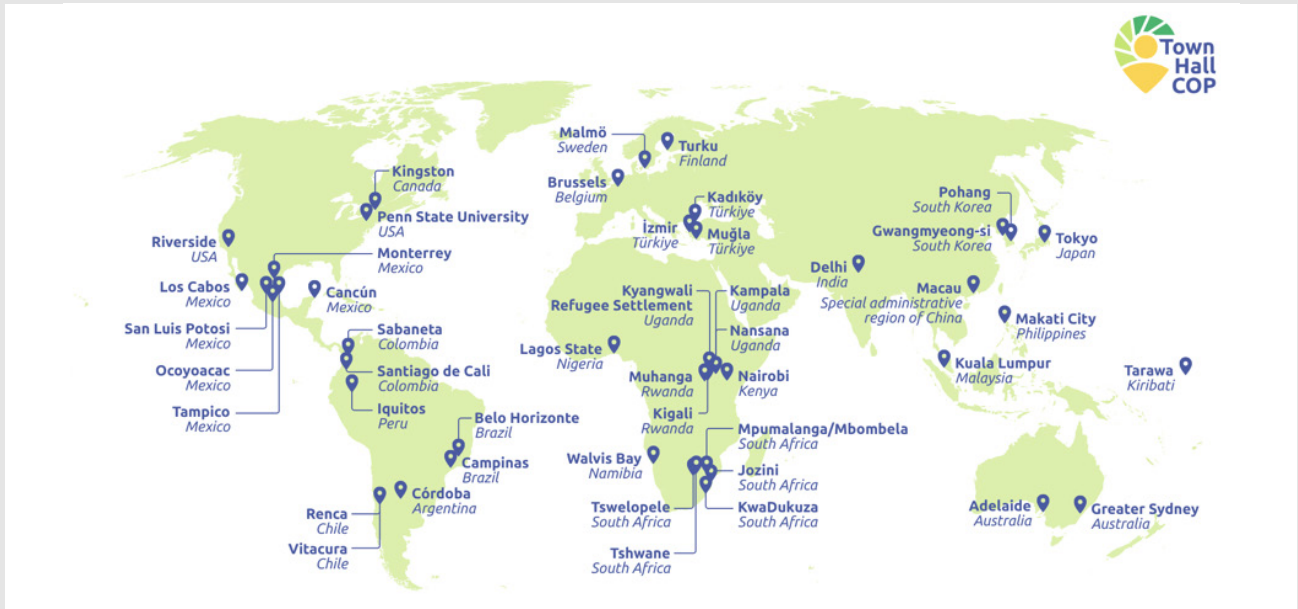 Town
Hall
COP
Malmö
Sweden
Turku
Finland
Kingston
Canada
Brussels
Belgium
Penn State University
USA
Kadıköy
Türkiye
Pohang
South Korea
İzmir
Türkiye
Muğla
Türkiye
Gwangmyeong-si
South Korea
Riverside
USA
Tokyo
Japan
Monterrey
Mexico
Delhi
India
Los Cabos
Mexico
Cancún
Mexico
Kyangwali
Refugee Settlement
Uganda
Kampala
Uganda
Macau
Special administrative
region of China
San Luis Potosi
Mexico
Sabaneta
Colombia
Nansana
Uganda
Makati City
Philippines
Lagos State
Nigeria
Ocoyoacac
Mexico
Santiago de Cali
Colombia
Muhanga
Rwanda
Nairobi
Kenya
Kuala Lumpur
Malaysia
Tarawa
Kiribati
Tampico
Mexico
Iquitos
Peru
Kigali
Rwanda
Belo Horizonte
Brazil
Mpumalanga/Mbombela
South Africa
Campinas
Brazil
Walvis Bay
Namibia
Jozini
South Africa
Córdoba
Argentina
Tswelopele
South Africa
KwaDukuza
South Africa
Adelaide
Australia
Greater Sydney
Australia
Renca
Chile
Vitacura
Chile
Tshwane
South Africa